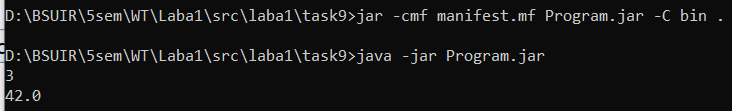 D:\BSUIR\5sem\WT\Laba1\src\laba1\task9>jar -cmf manifest.mf Program.jar -C bin .
D:\BSUIR\5sem\WT\Laba1\src\laba1\task9>java -jar Program.jar
3
42.0